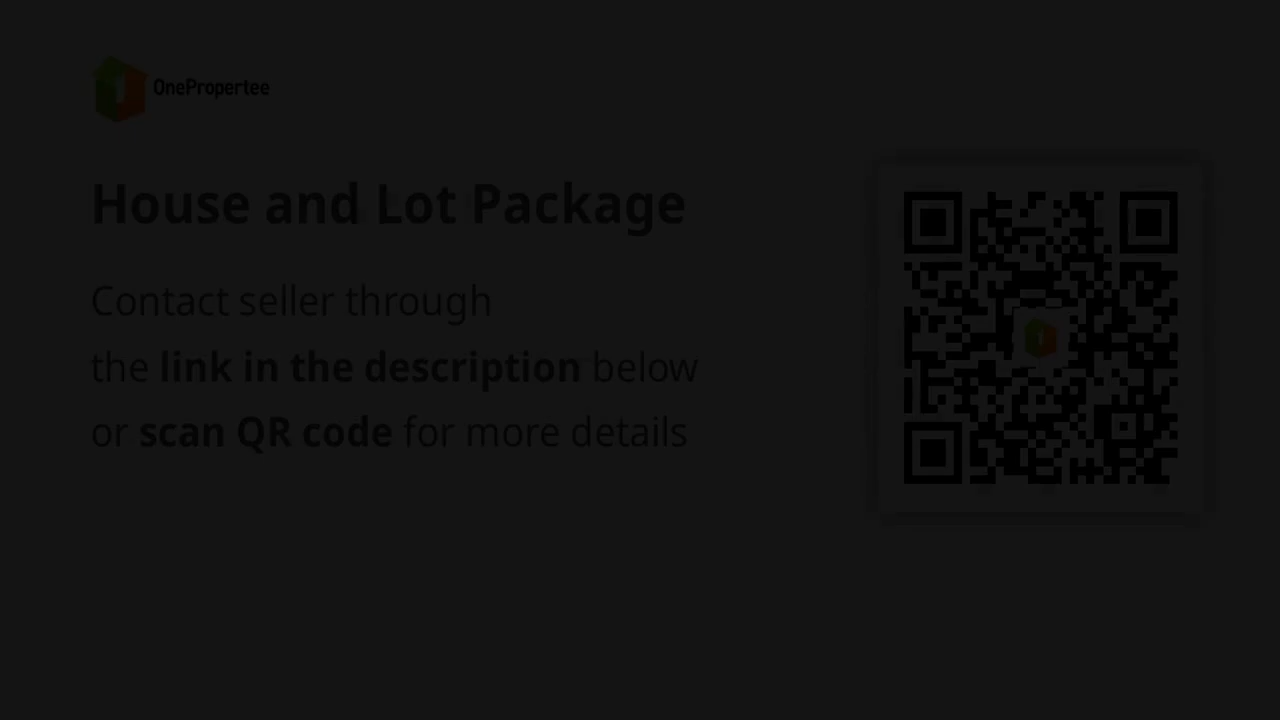 OnePropertee
House and Lot Package
Contact seller through
the link in the description below
or scan QR code for more details